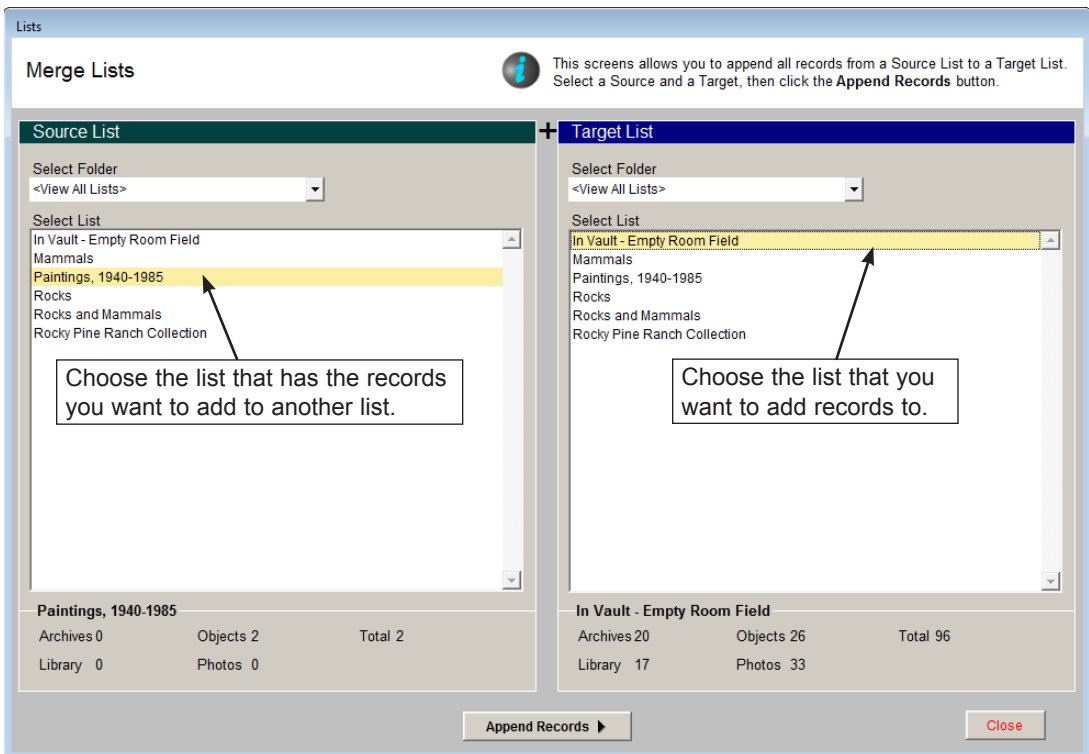 Lists
Merge Lists
This screens allows you to append all records from a Source List to a Target List.
Select a Source and a Target, then click the Append Records button.
Source List
Select Folder
<View All Lists>
Select List
In Vault - Empty Room Field
Mammals
Paintings, 1940-1985
Rocks
Rocks and Mammals
Rocky Pine Ranch Collection
Choose the list that has the records
you want to add to another list.
Paintings, 1940-1985
Archives 0 Objects 2 Total 2
Library 0 Photos 0
+
Target List
Select Folder
<View All Lists>
Select List
In Vault - Empty Room Field
Mammals
Paintings, 1940-1985
Rocks
Rocks and Mammals
Rocky Pine Ranch Collection
Choose the list that you
want to add records to.
In Vault - Empty Room Field
Archives 20 Objects 26 Total 96
Library 17 Photos 33
Append Records
Close